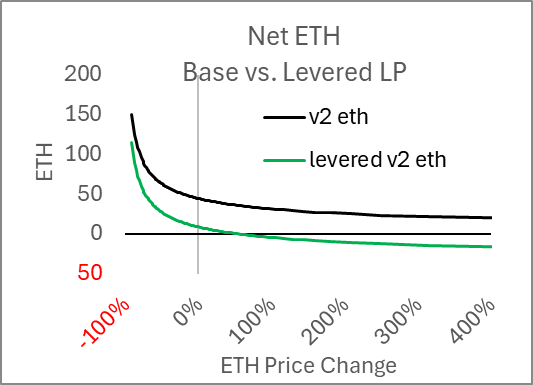 Net ETH
Base vs. Levered LP
200
150
100
50
0
50
ETH
v2 eth
levered v2 eth
-100%
0%
100%
200%
300%
400%
ETH Price Change